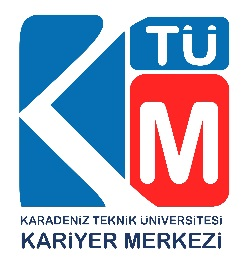 K TÜ
M
KARADENİZ TEKNİK ÜNİVERSİTESİ
KARİYER MERKEZİ